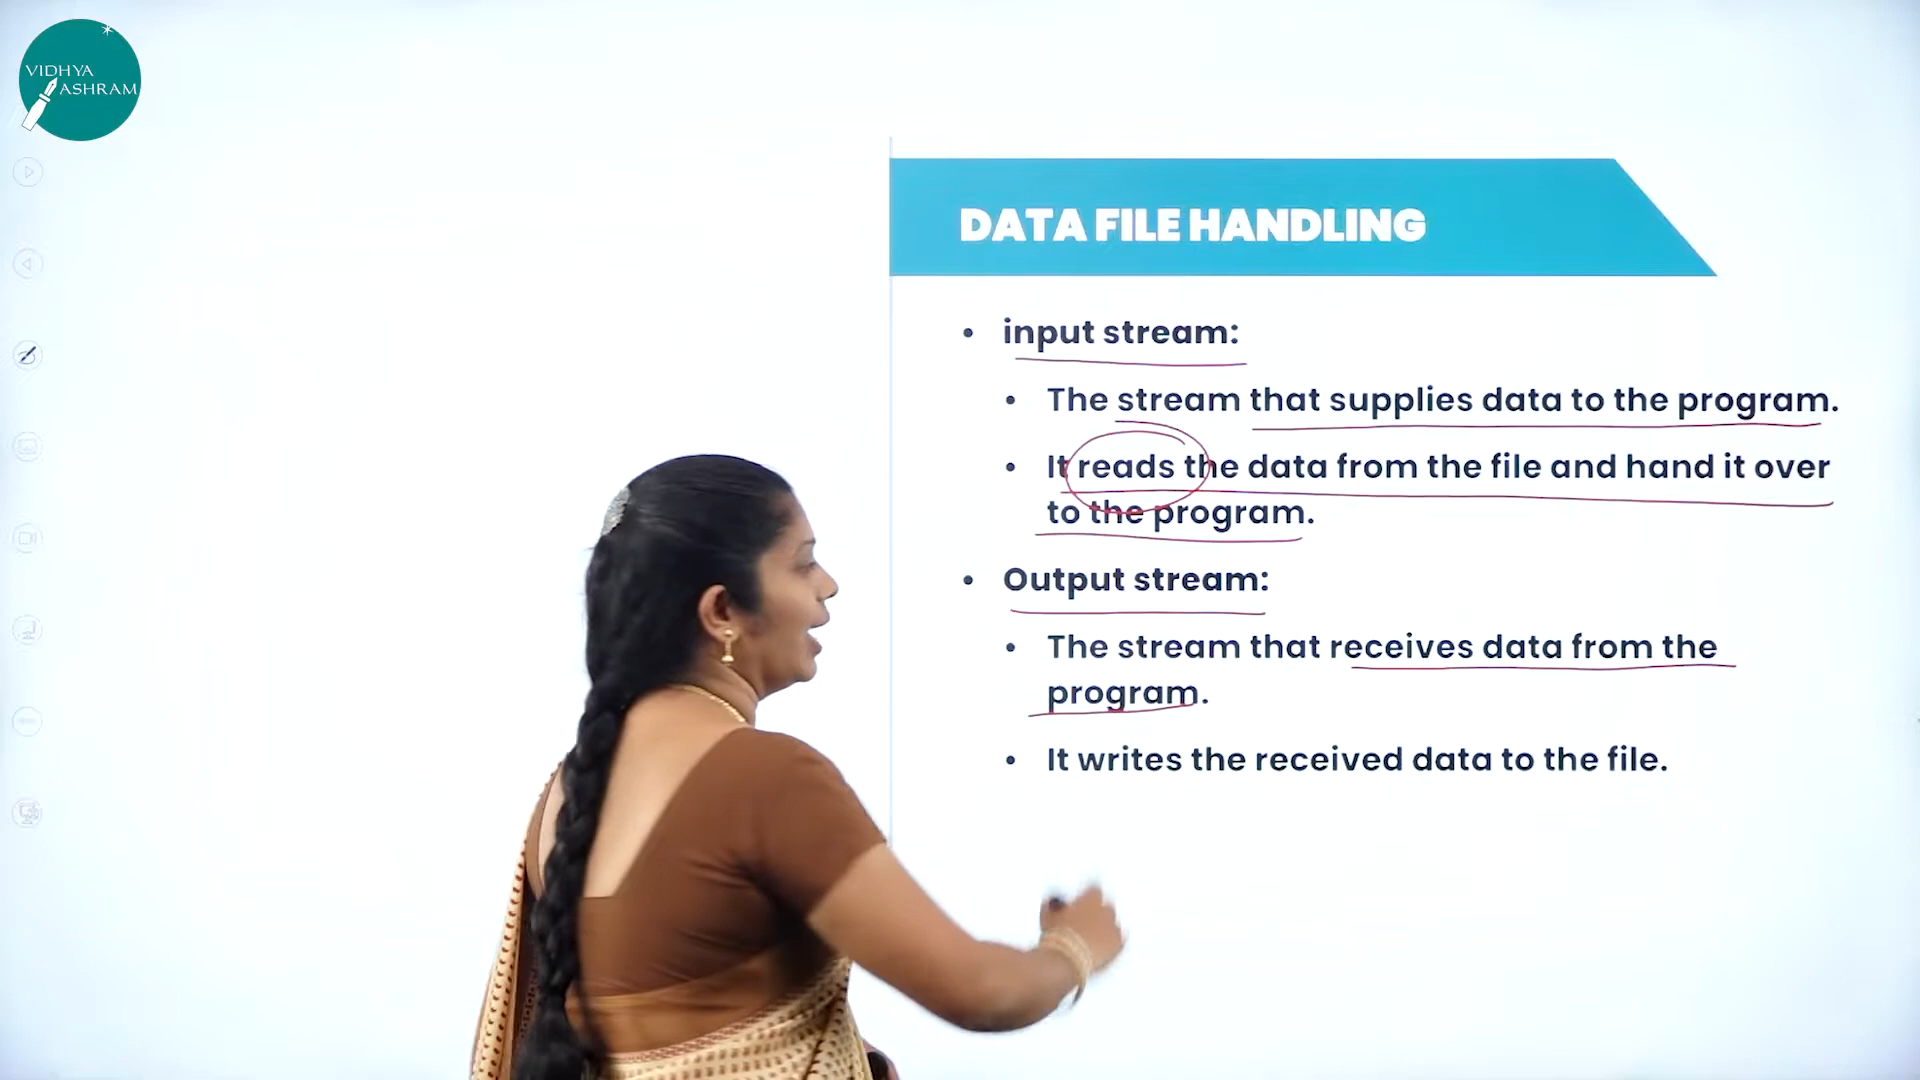 VIDHYA
ASHRAM
DATA FILE HANDLING
• input stream:
• The stream that supplies data to the program.
• It reads the data from the file and hand it over
to the program.
• Output stream:
• The stream that receives data from the
program.
• It writes the received data to the file.